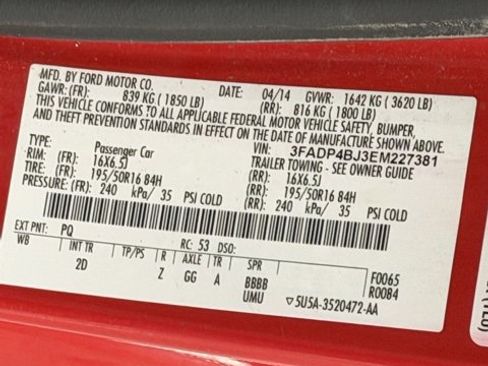 MFD. BY FORD MOTOR CO.
DATE: 04/14 GVWR: 1642 KG ( 3620 LB)
GAWR:(FR): 839 KG ( 1850 LB) (RR): 816 KG ( 1800 LB)
THIS VEHICLE CONFORMS TO ALL APPLICABLE FEDERAL MOTOR VEHICLE SAFETY, BUMPER,
AND THEFT PREVENTION STANDARDS IN EFFECT ON THE DATE OF MANUFACTURE SHOWN ABOVE.
VIN: 3FADP4BJ3EM227381
TYPE: Passenger Car TRAILER TOWING - SEE OWNER GUIDE
RIM: (FR): 16X6.5J (RR): 16X6.5J
TIRE: (FR): 195/50R16 84H (RR): 195/50R16 84H
PRESSURE: (FR): 240 kPa/ 35 PSI COLD (RR): 240 kPa/ 35 PSI COLD
EXT PNT: PQ RC: 53 DSO:
WB INT TR TP/PS R AXLE TR SPR
2D Z GG A BBBB
UMU
F0065
R0084
5U5A-3520472-AA